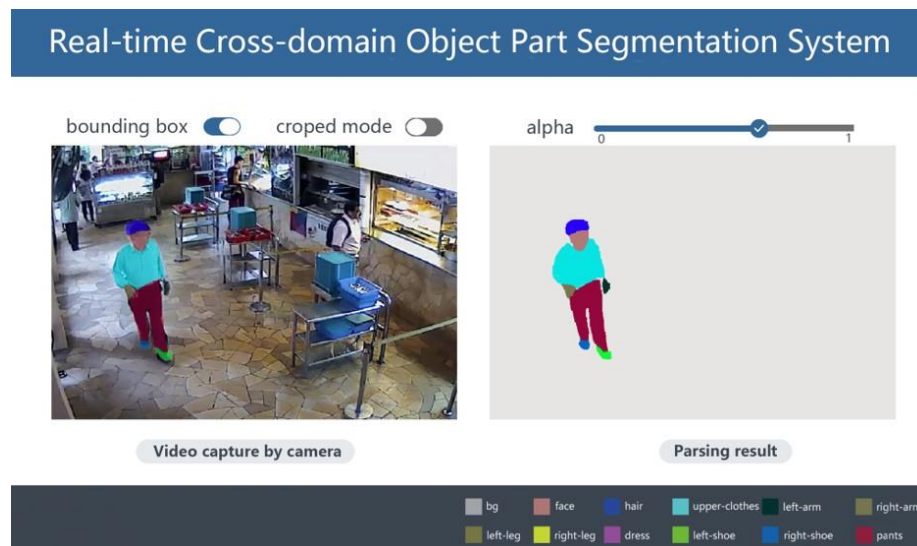 Real-time Cross-domain Object Part Segmentation System
bounding box croped mode alpha
0 1
Video capture by camera Parsing result
bg face hair upper-clothes left-arm right-arm
left-leg right-leg dress left-shoe right-shoe pants